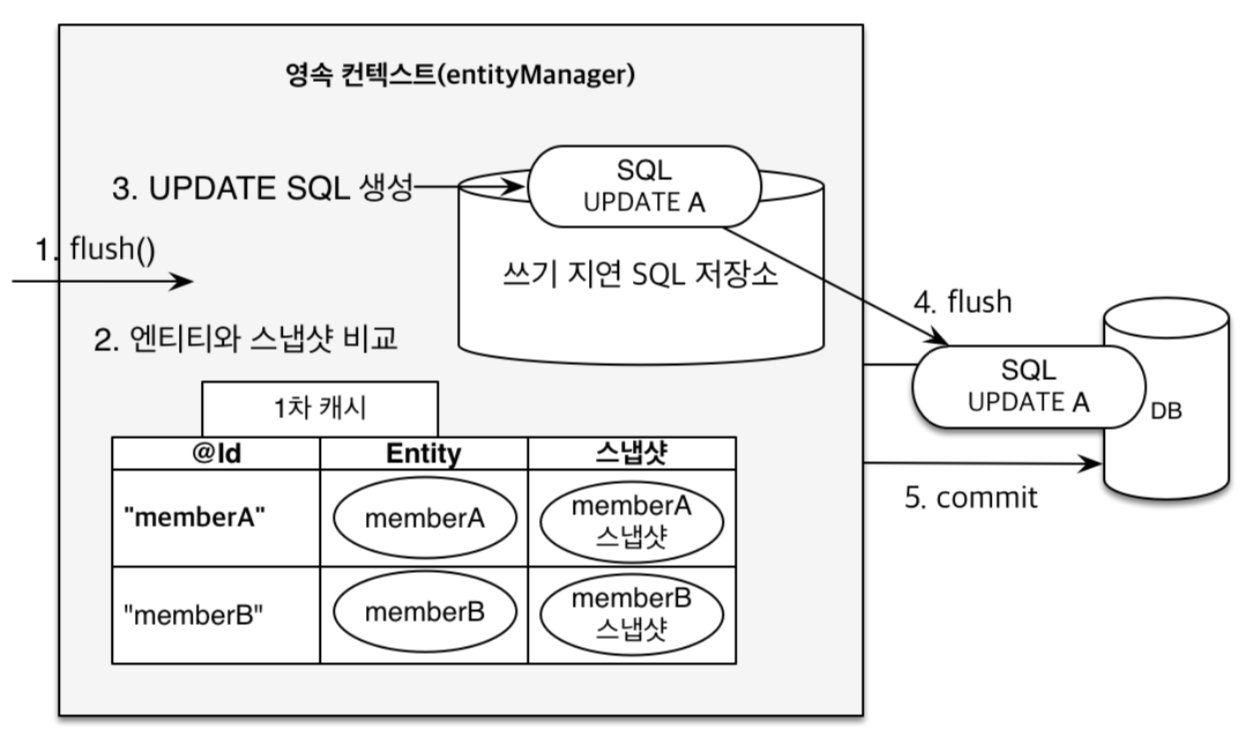 영속 컨텍스트(entityManager)
SQL
UPDATE A
3. UPDATE SQL 생성
1. flush()
쓰기 지연 SQL 저장소
2. 엔티티와 스냅샷 비교
4. flush
SQL
UPDATE A
DB
5. commit
1차 캐시
@Id Entity 스냅샷
"memberA" memberA memberA
스냅샷
"memberB" memberB memberB
스냅샷